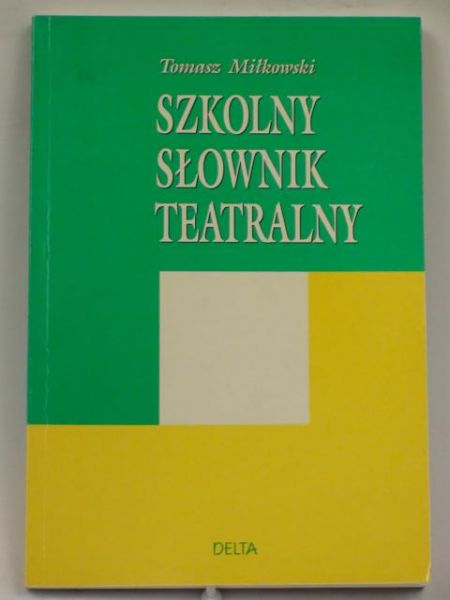 Tomasz Miłkowski
SZKOLNY
SŁOWNIK
TEATRALNY
DELTA